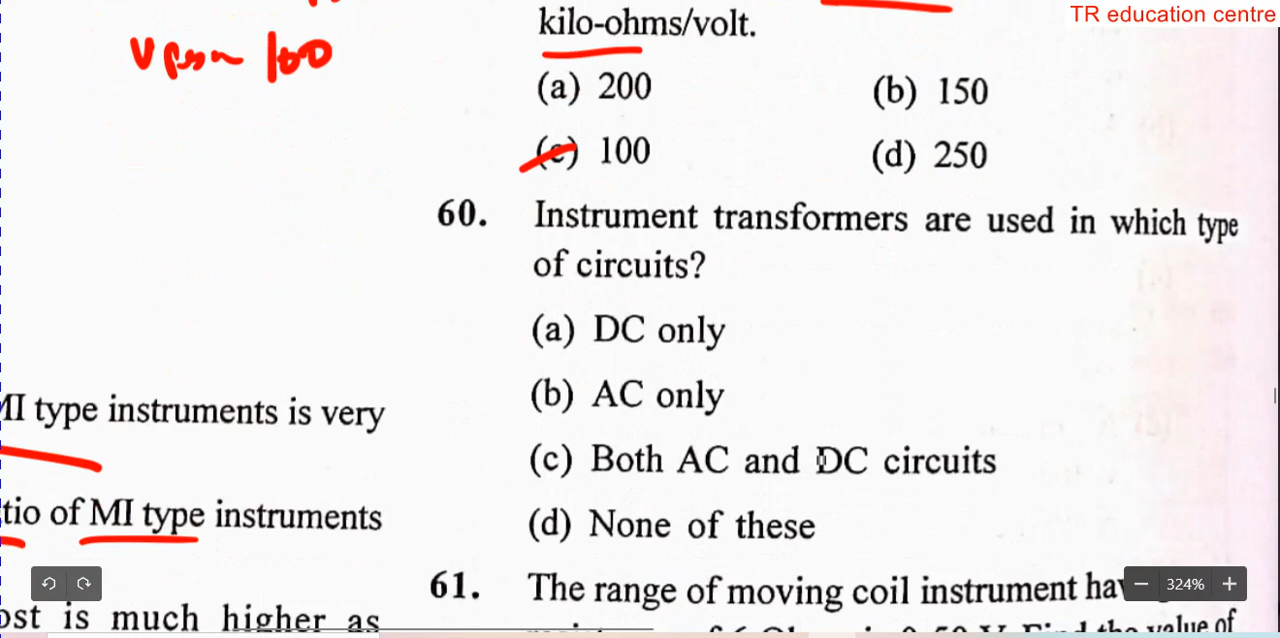 TR education centre
kilo-ohms/volt.
(a) 200 (b) 150
(c) 100 (d) 250
60. Instrument transformers are used in which type
of circuits?
(a) DC only
(b) AC only
(c) Both AC and DC circuits
(d) None of these
61. The range of moving coil instrument
100
MI type instruments is very
tio of MI type instruments
ost is much higher as
324%